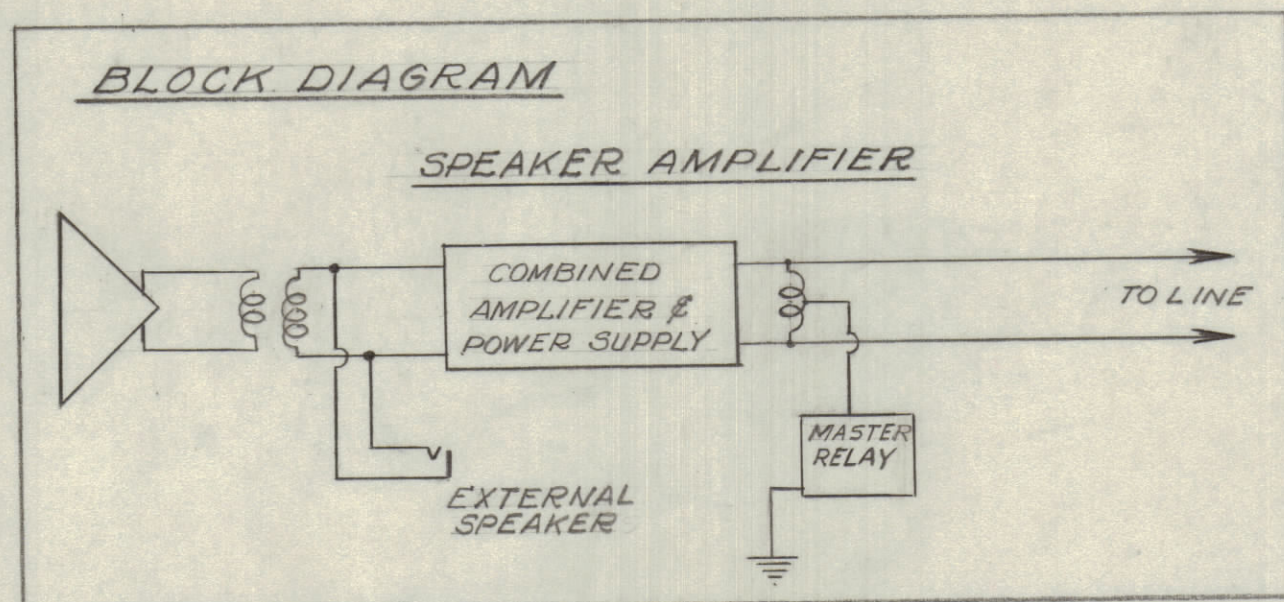 BLOCK DIAGRAM
SPEAKER AMPLIFIER
COMBINED
AMPLIFIER &
POWER SUPPLY
TO LINE
MASTER
RELAY
EXTERNAL
SPEAKER